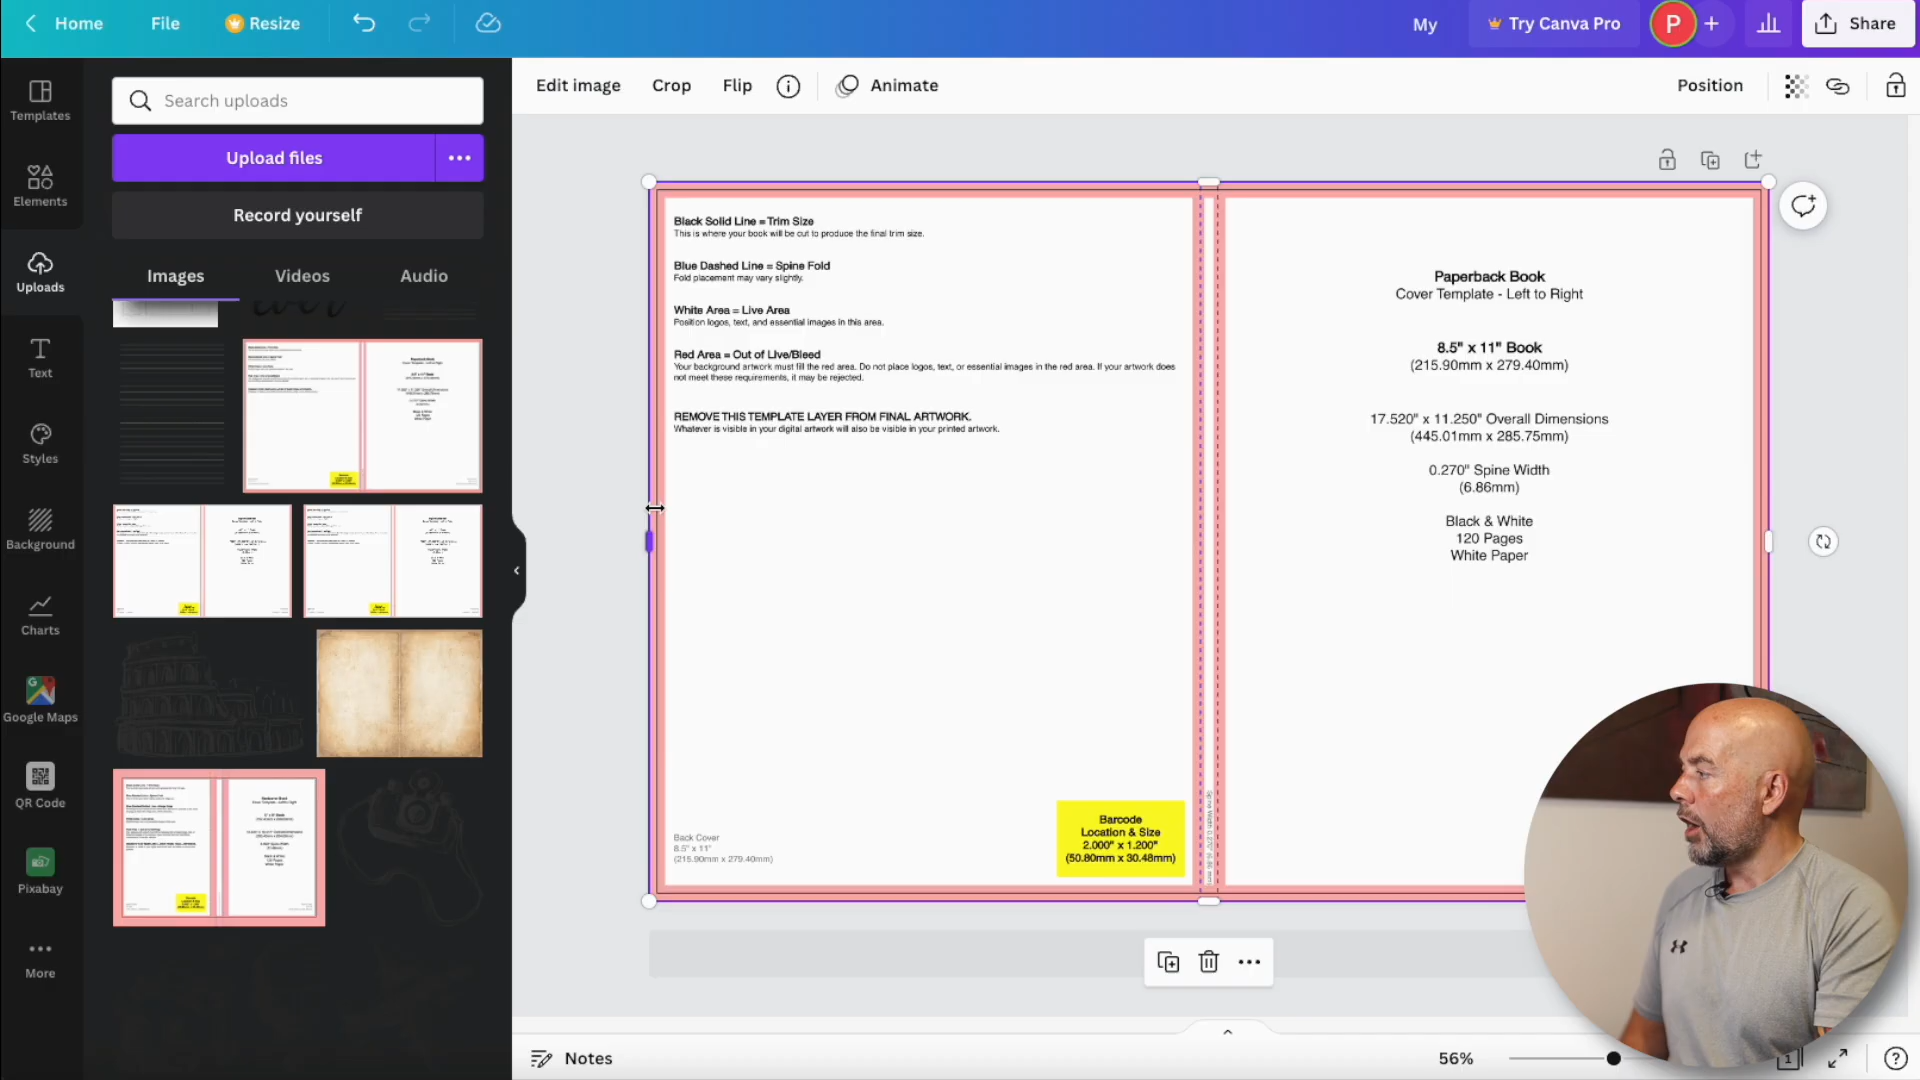 Home
File
Resize
My
Try Canva Pro
P
Share
Templates
Elements
Uploads
Text
Styles
Background
Charts
Google Maps
QR Code
Pixabay
More
Search uploads
Upload files
Record yourself
Images
Videos
Audio
Edit image
Crop
Flip
Animate
Position
Black Solid Line = Trim Size
This is where your book will be cut to produce the final trim size.
Blue Dashed Line = Spine Fold
Fold placement may vary slightly.
White Area = Live Area
Position logos, text, and essential images in this area.
Red Area = Out of Live/Bleed
Your background artwork must fill the red area. Do not place logos, text, or essential images in the red area. If your artwork does
not meet these requirements, it may be rejected.
REMOVE THIS TEMPLATE LAYER FROM FINAL ARTWORK.
Whatever is visible in your digital artwork will also be visible in your printed artwork.
Back Cover
8.5" x 11"
(215.90mm x 279.40mm)
Barcode
Location & Size
2.000" x 1.200"
(50.80mm x 30.48mm)
Spine Width 0.270" (6.86 mm)
Paperback Book
Cover Template - Left to Right
8.5" x 11" Book
(215.90mm x 279.40mm)
17.520" x 11.250" Overall Dimensions
(445.01mm x 285.75mm)
0.270" Spine Width
(6.86mm)
Black & White
120 Pages
White Paper
Notes
56%
1